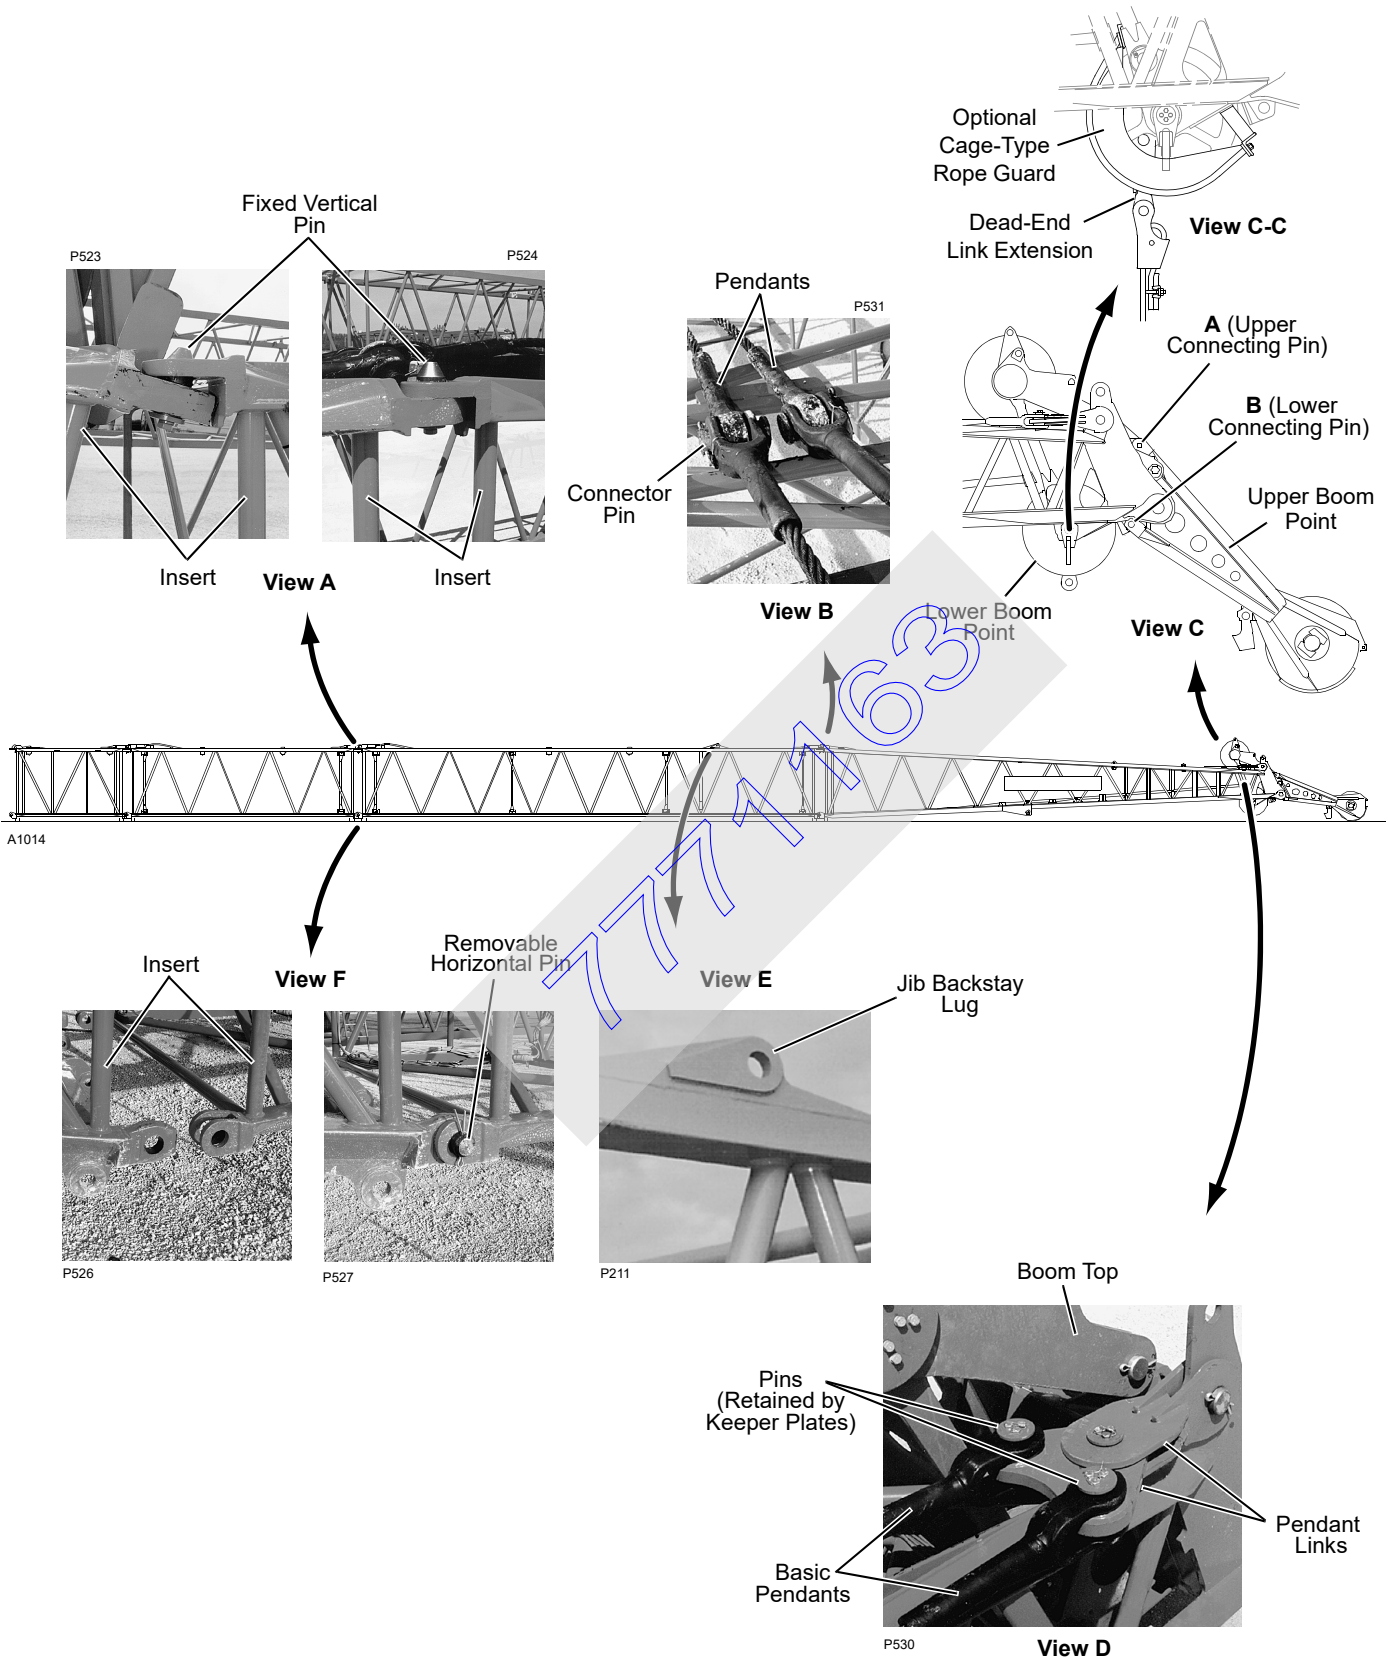 Optional
Cage-Type
Rope Guard
Dead-End
Link Extension
View C-C
Fixed Vertical
Pin
P523
P524
Insert
Insert
View A
Pendants
P531
Connector
Pin
View B
A (Upper
Connecting Pin)
B (Lower
Connecting Pin)
Upper Boom
Point
Lower Boom
Point
View C
A1014
7771163
Insert
View F
Removable
Horizontal Pin
View E
Jib Backstay
Lug
P526
P527
P211
Boom Top
Pins
(Retained by
Keeper Plates)
Basic
Pendants
Pendant
Links
P530
View D